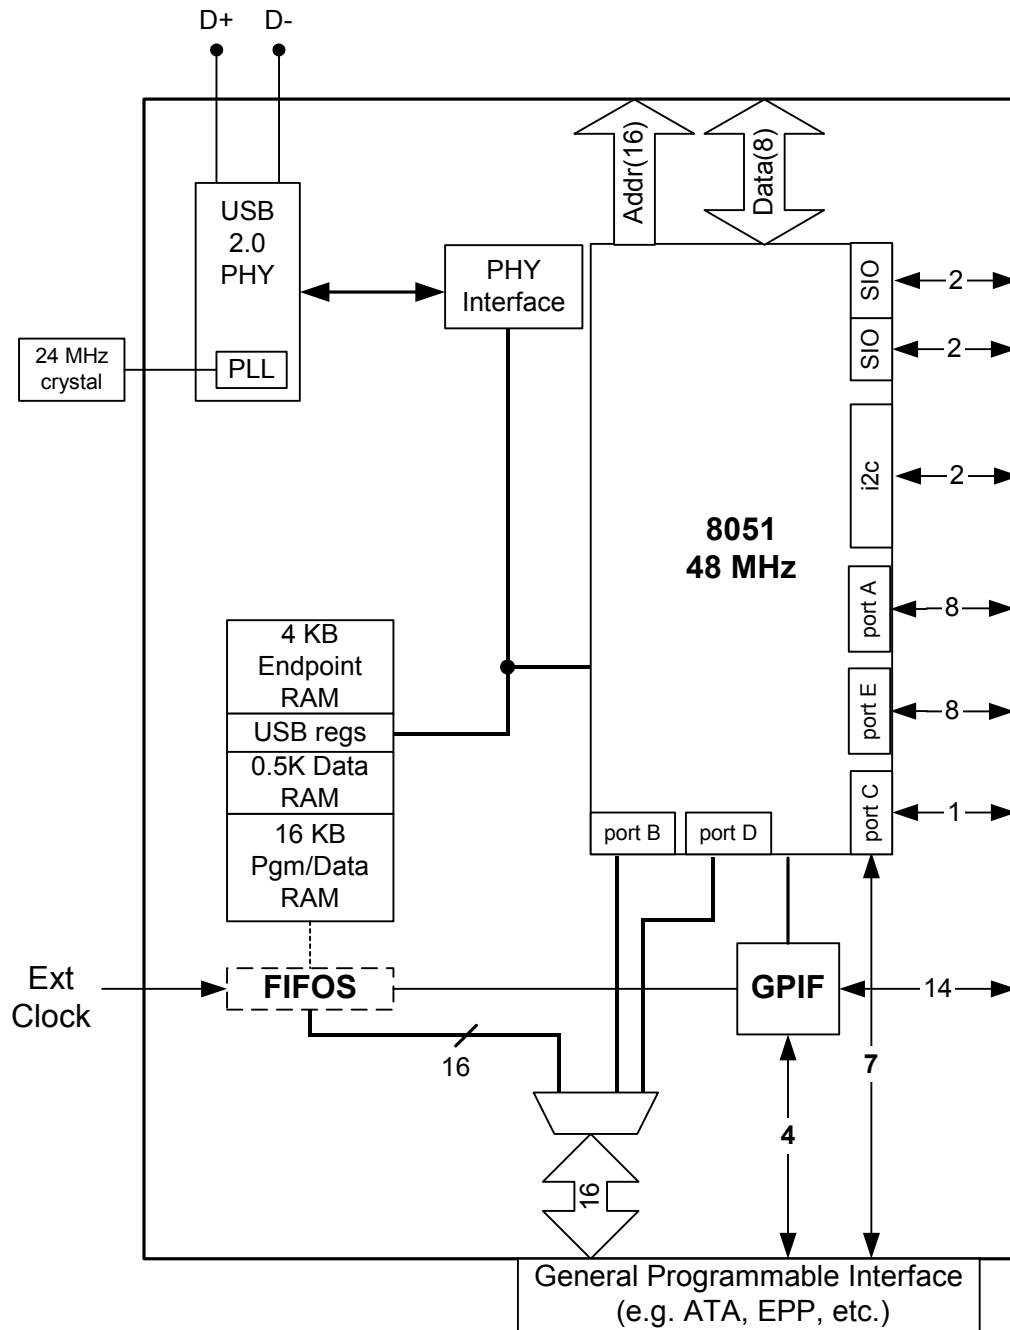 D+ D-
Addr(16)
Data(8)
USB
2.0
PHY
PLL
PHY
Interface
24 MHz
crystal
SIO
2
SIO
2
i2c
2
8051
48 MHz
port A
8
port E
8
port C
1
port B
port D
4 KB
Endpoint
RAM
USB regs
0.5K Data
RAM
16 KB
Pgm/Data
RAM
Ext
Clock
FIFOS
GPIF
14
16
7
4
16
General Programmable Interface
(e.g. ATA, EPP, etc.)